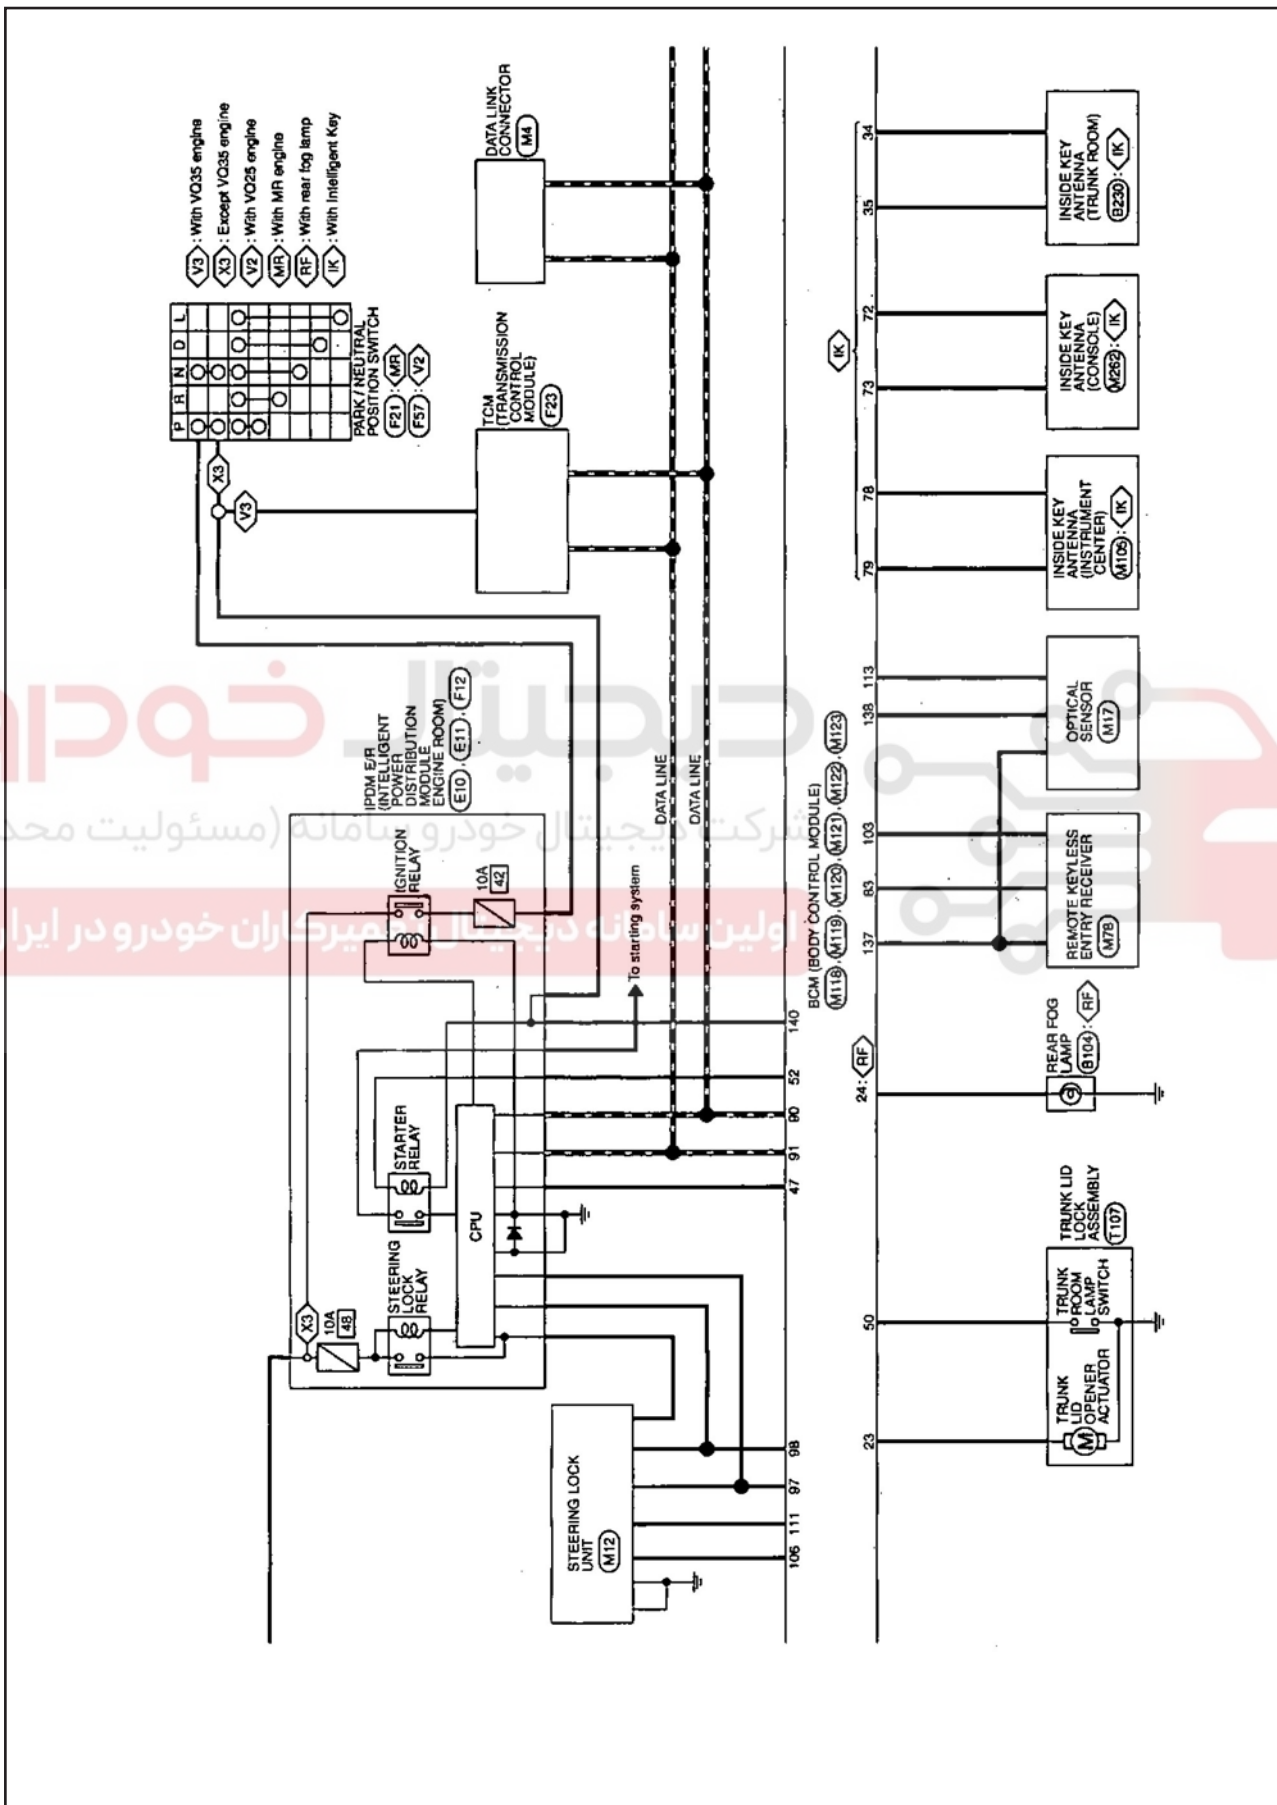 V3 : With VQ35 engine
X3 : Except VQ35 engine
V2 : With VQ25 engine
MR : With MR engine
RF : With rear fog lamp
IK : With Intelligent Key
P R N D L
PARK / NEUTRAL
POSITION SWITCH
F21 : MR
F57 : V2
X3
V3
DATA LINK
CONNECTOR
M4
TCM
(TRANSMISSION
CONTROL
MODULE)
F23
IPDM E/R
(INTELLIGENT
POWER
DISTRIBUTION
MODULE
ENGINE ROOM)
E10 , E11 , F12
X3
10A
48
STEERING
LOCK
RELAY
STARTER
RELAY
IGNITION
RELAY
10A
42
CPU
To starting system
DATA LINE
DATA LINE
STEERING LOCK
UNIT
M12
106 111 97 98 47 91 90 52 140
BCM (BODY CONTROL MODULE)
M118 , M119 , M120 , M121 , M122 , M123
IK
23 50 24 : RF 137 83 103 138 113 79 78 73 72 35 34
TRUNK
LID
OPENER
ACTUATOR
M
TRUNK
ROOM
LAMP
SWITCH
TRUNK LID
LOCK
ASSEMBLY
T107
REAR FOG
LAMP
B104 : RF
REMOTE KEYLESS
ENTRY RECEIVER
M78
OPTICAL
SENSOR
M17
INSIDE KEY
ANTENNA
(INSTRUMENT
CENTER)
M105 : IK
INSIDE KEY
ANTENNA
(CONSOLE)
M262 : IK
INSIDE KEY
ANTENNA
(TRUNK ROOM)
B230 : IK
دیجیتال خودرو
شرکت دیجیتال خودرو سامانه (مسئولیت محد
اولین سامانه دیجیتال تعمیرکاران خودرو در ایران